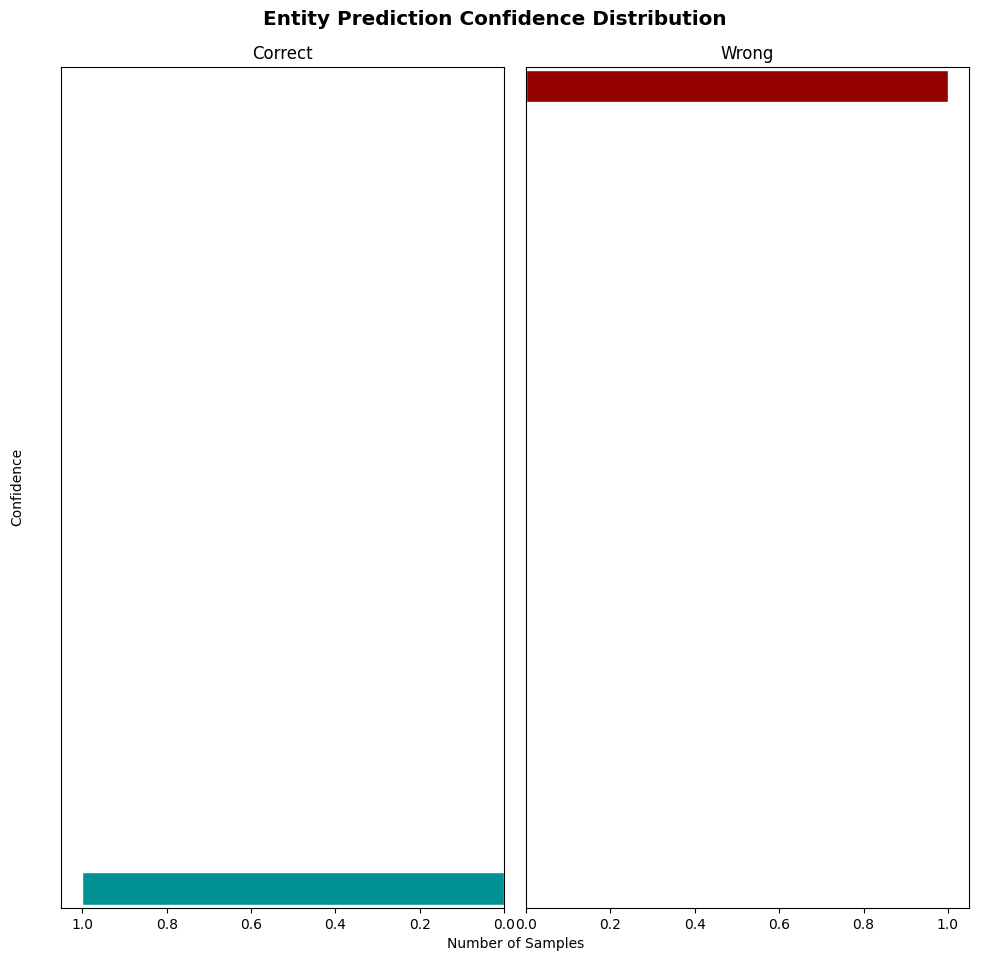 Entity Prediction Confidence Distribution
Correct
Wrong
Confidence
1.0 0.8 0.6 0.4 0.2 0.0
0.0 0.2 0.4 0.6 0.8 1.0
Number of Samples